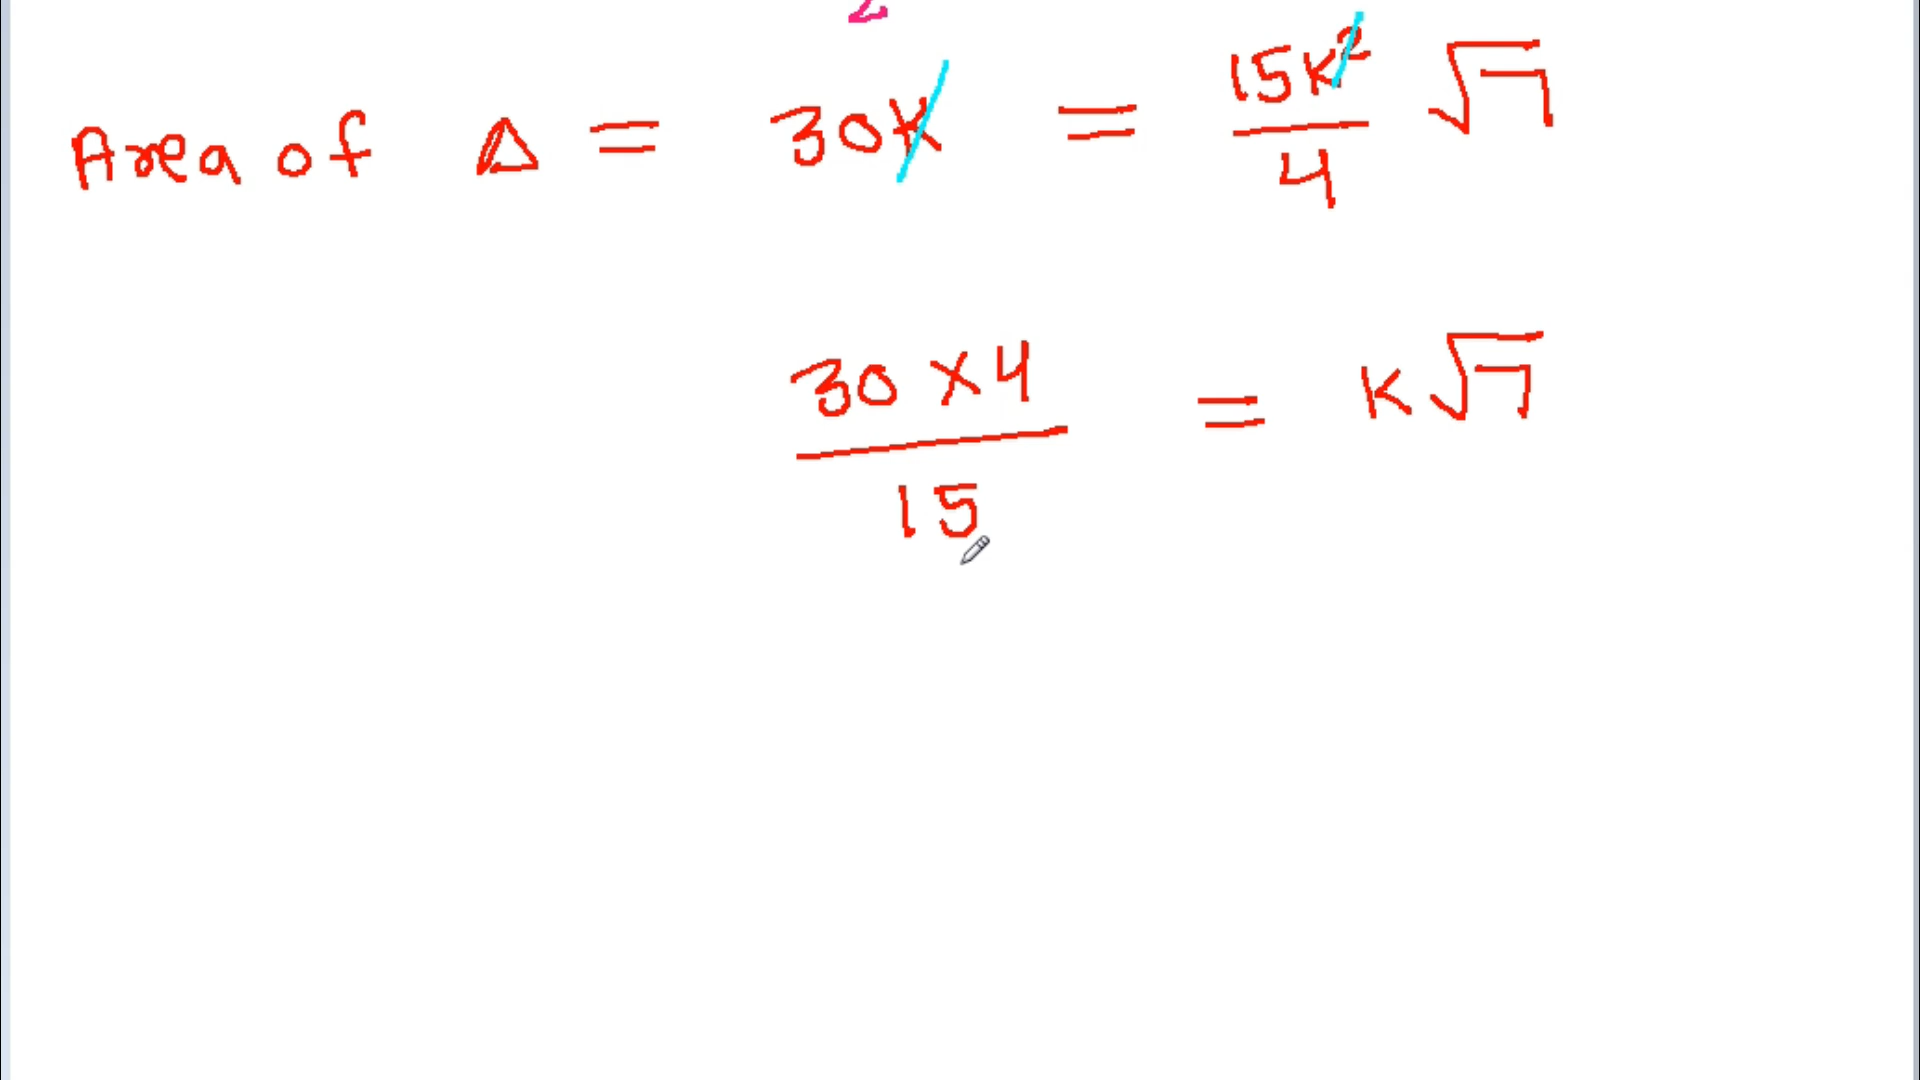 2
Area of Δ = 30K = 15K² / 4 √7
30 × 4 / 15 = K√7